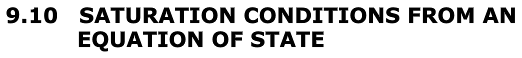 9.10 SATURATION CONDITIONS FROM AN
EQUATION OF STATE